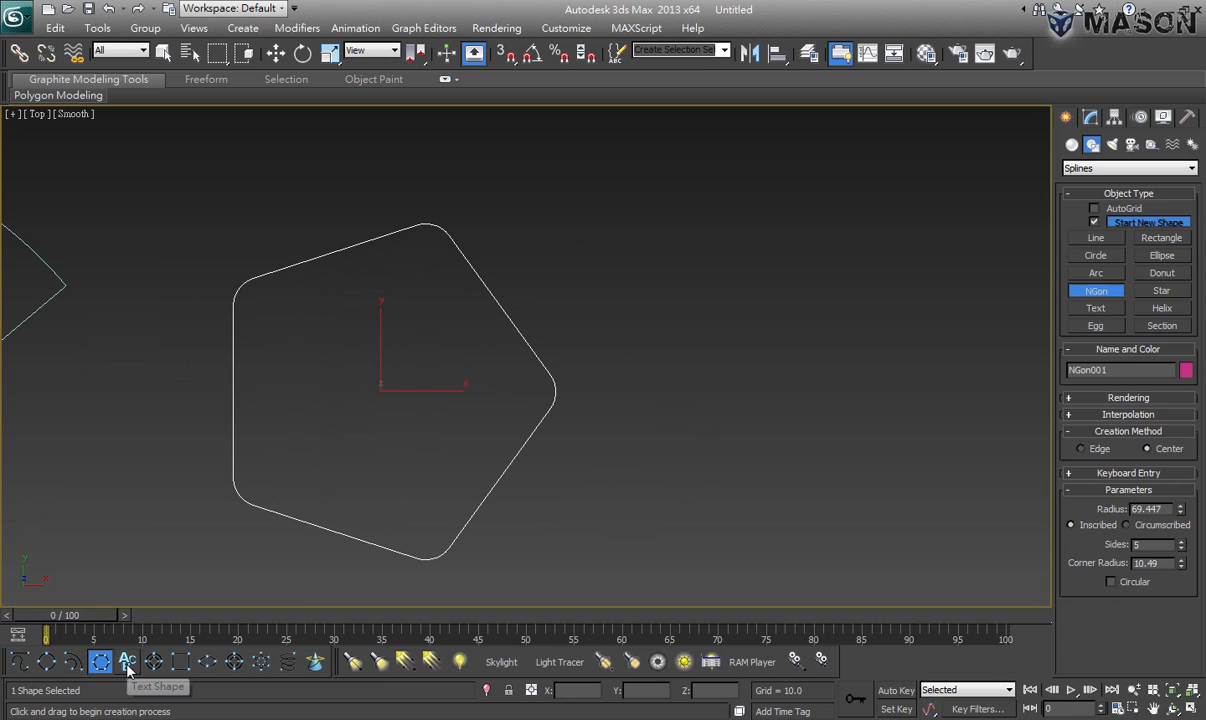 Workspace: Default
Autodesk 3ds Max 2013 x64
Untitled
MASON
Edit Tools Group Views Create Modifiers Animation Graph Editors Rendering Customize MAXScript Help
All
View
Create Selection Se
Graphite Modeling Tools Freeform Selection Object Paint
Polygon Modeling
[+][Top][Smooth]
Splines
Object Type
AutoGrid
Start New Shape
Line Rectangle
Circle Ellipse
Arc Donut
NGon Star
Text Helix
Egg Section
Name and Color
NGon001
Rendering
Interpolation
Creation Method
Edge Center
Keyboard Entry
Parameters
Radius: 69.447
Inscribed Circumscribed
Sides: 5
Corner Radius: 10.49
Circular
y
x
z
y
z
x
0 / 100
0 5 10 15 20 25 30 35 40 45 50 55 60 65 70 75 80 85 90 95 100
Skylight Light Tracer RAM Player
Text Shape
1 Shape Selected
X: Y: Z: Grid = 10.0
Auto Key Selected
Click and drag to begin creation process
Add Time Tag
Set Key Key Filters... 0